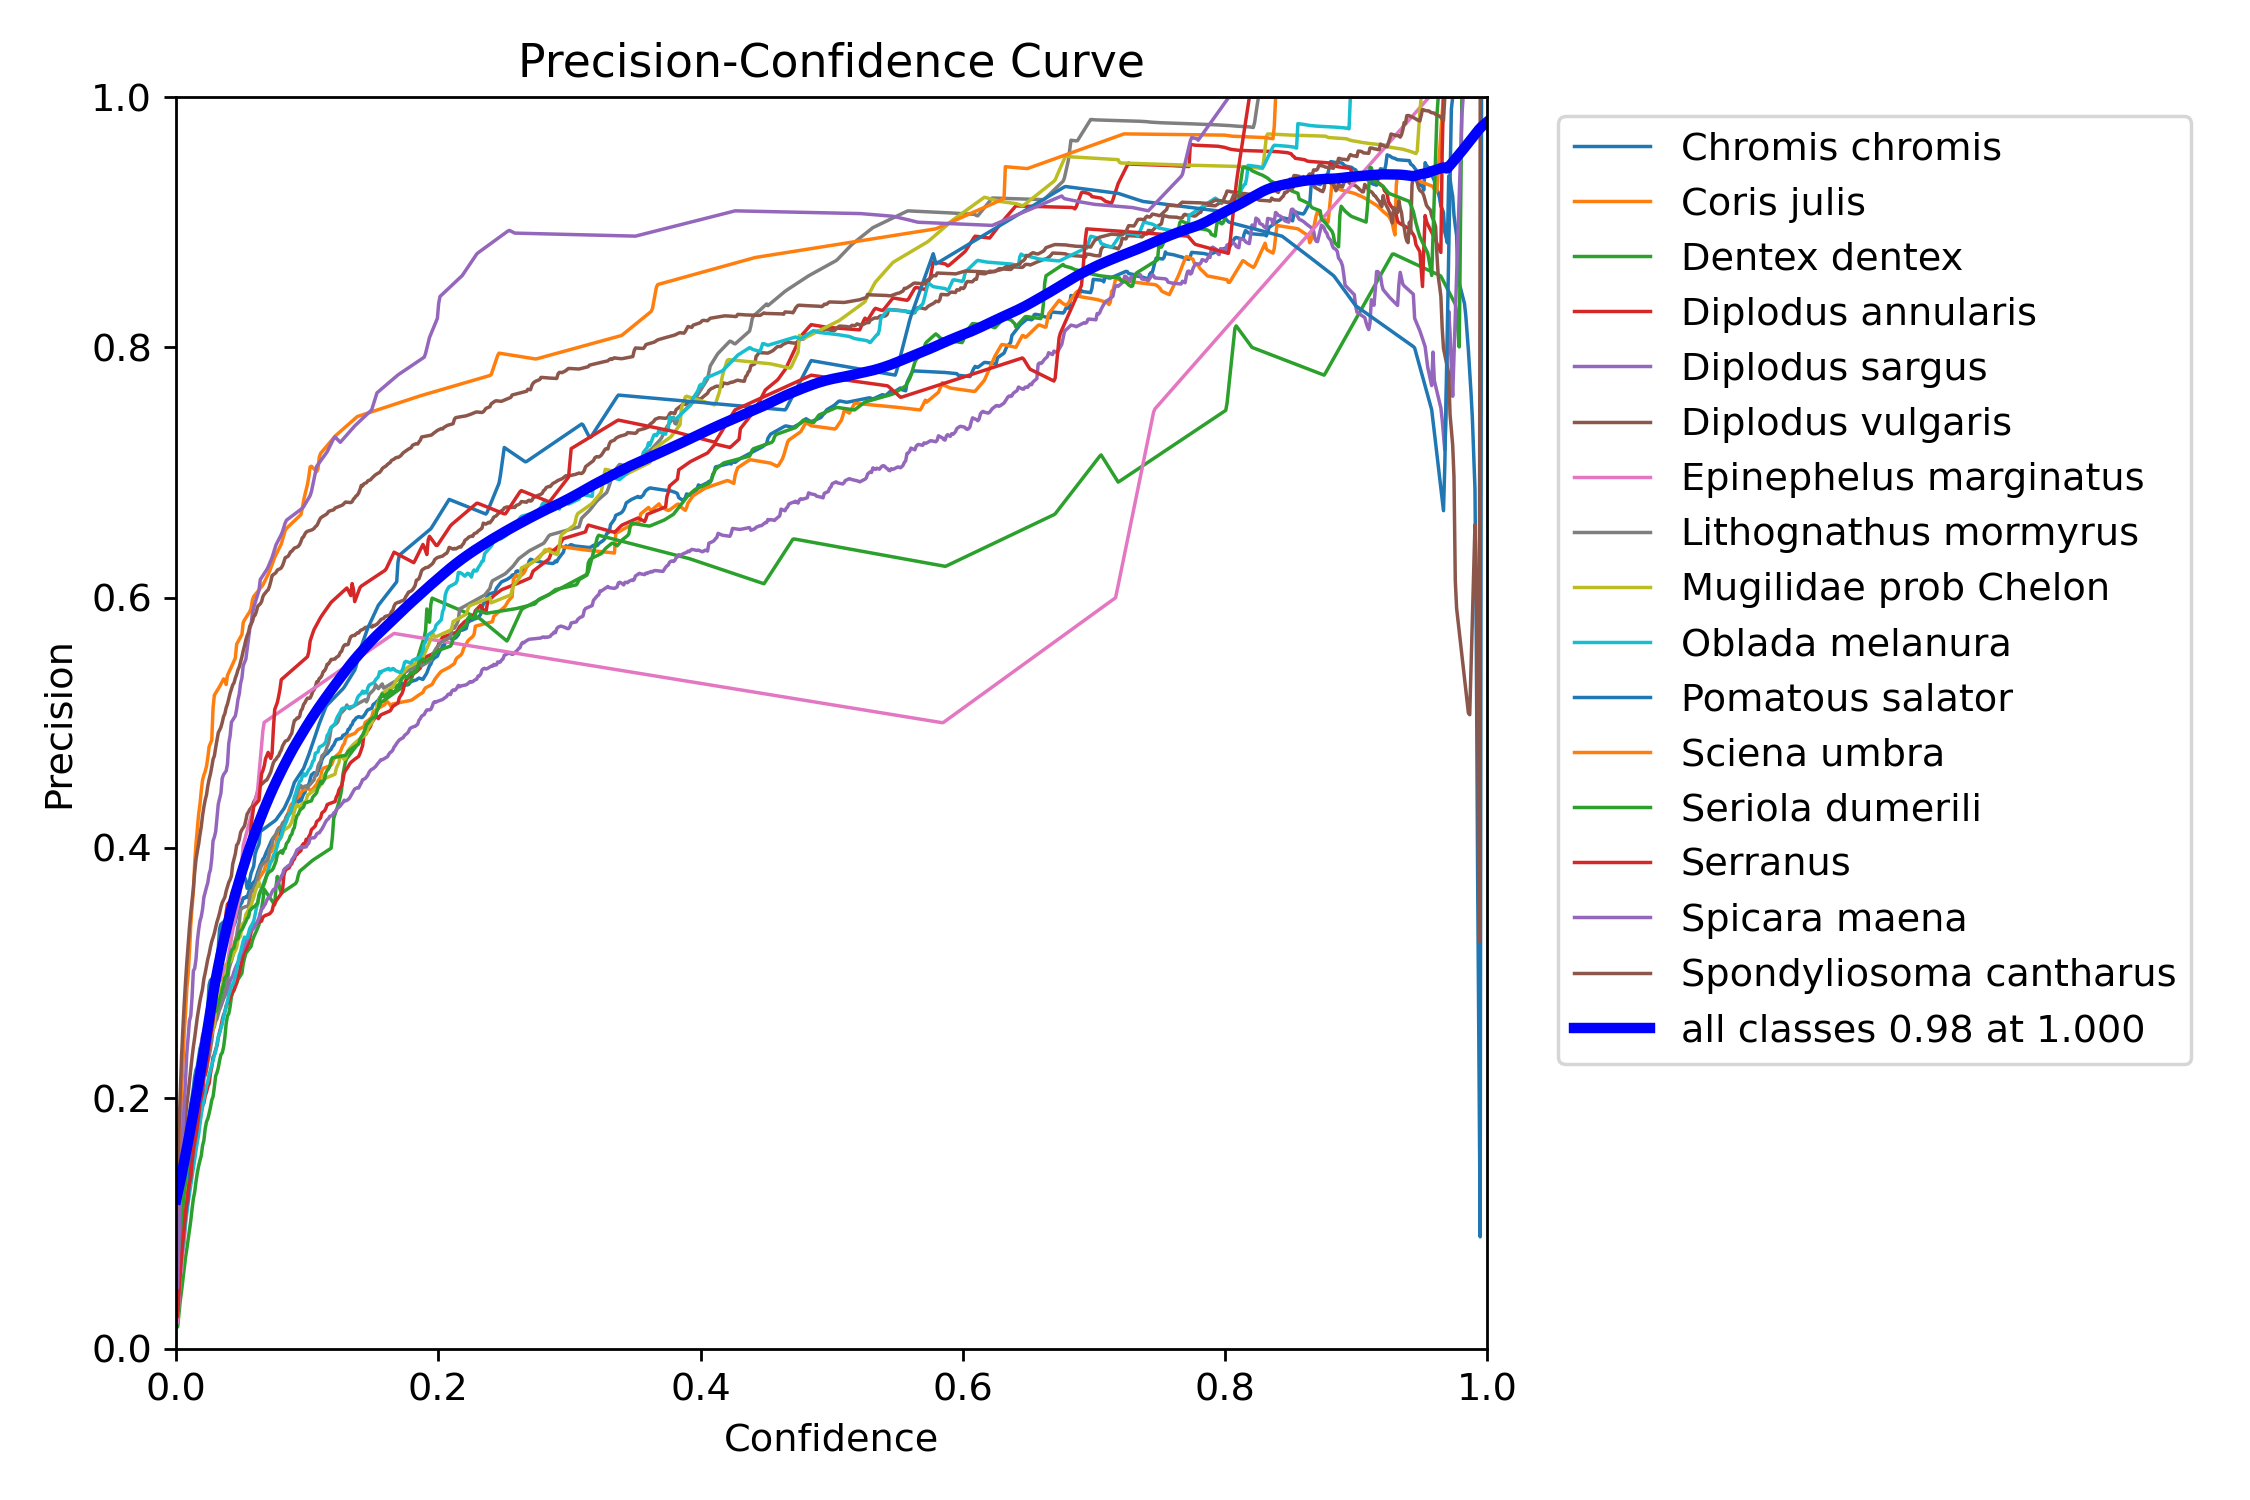 Precision-Confidence Curve
1.0
0.8
0.6
0.4
0.2
0.0
Precision
0.0 0.2 0.4 0.6 0.8 1.0
Confidence
Chromis chromis
Coris julis
Dentex dentex
Diplodus annularis
Diplodus sargus
Diplodus vulgaris
Epinephelus marginatus
Lithognathus mormyrus
Mugilidae prob Chelon
Oblada melanura
Pomatous salator
Sciena umbra
Seriola dumerili
Serranus
Spicara maena
Spondyliosoma cantharus
all classes 0.98 at 1.000